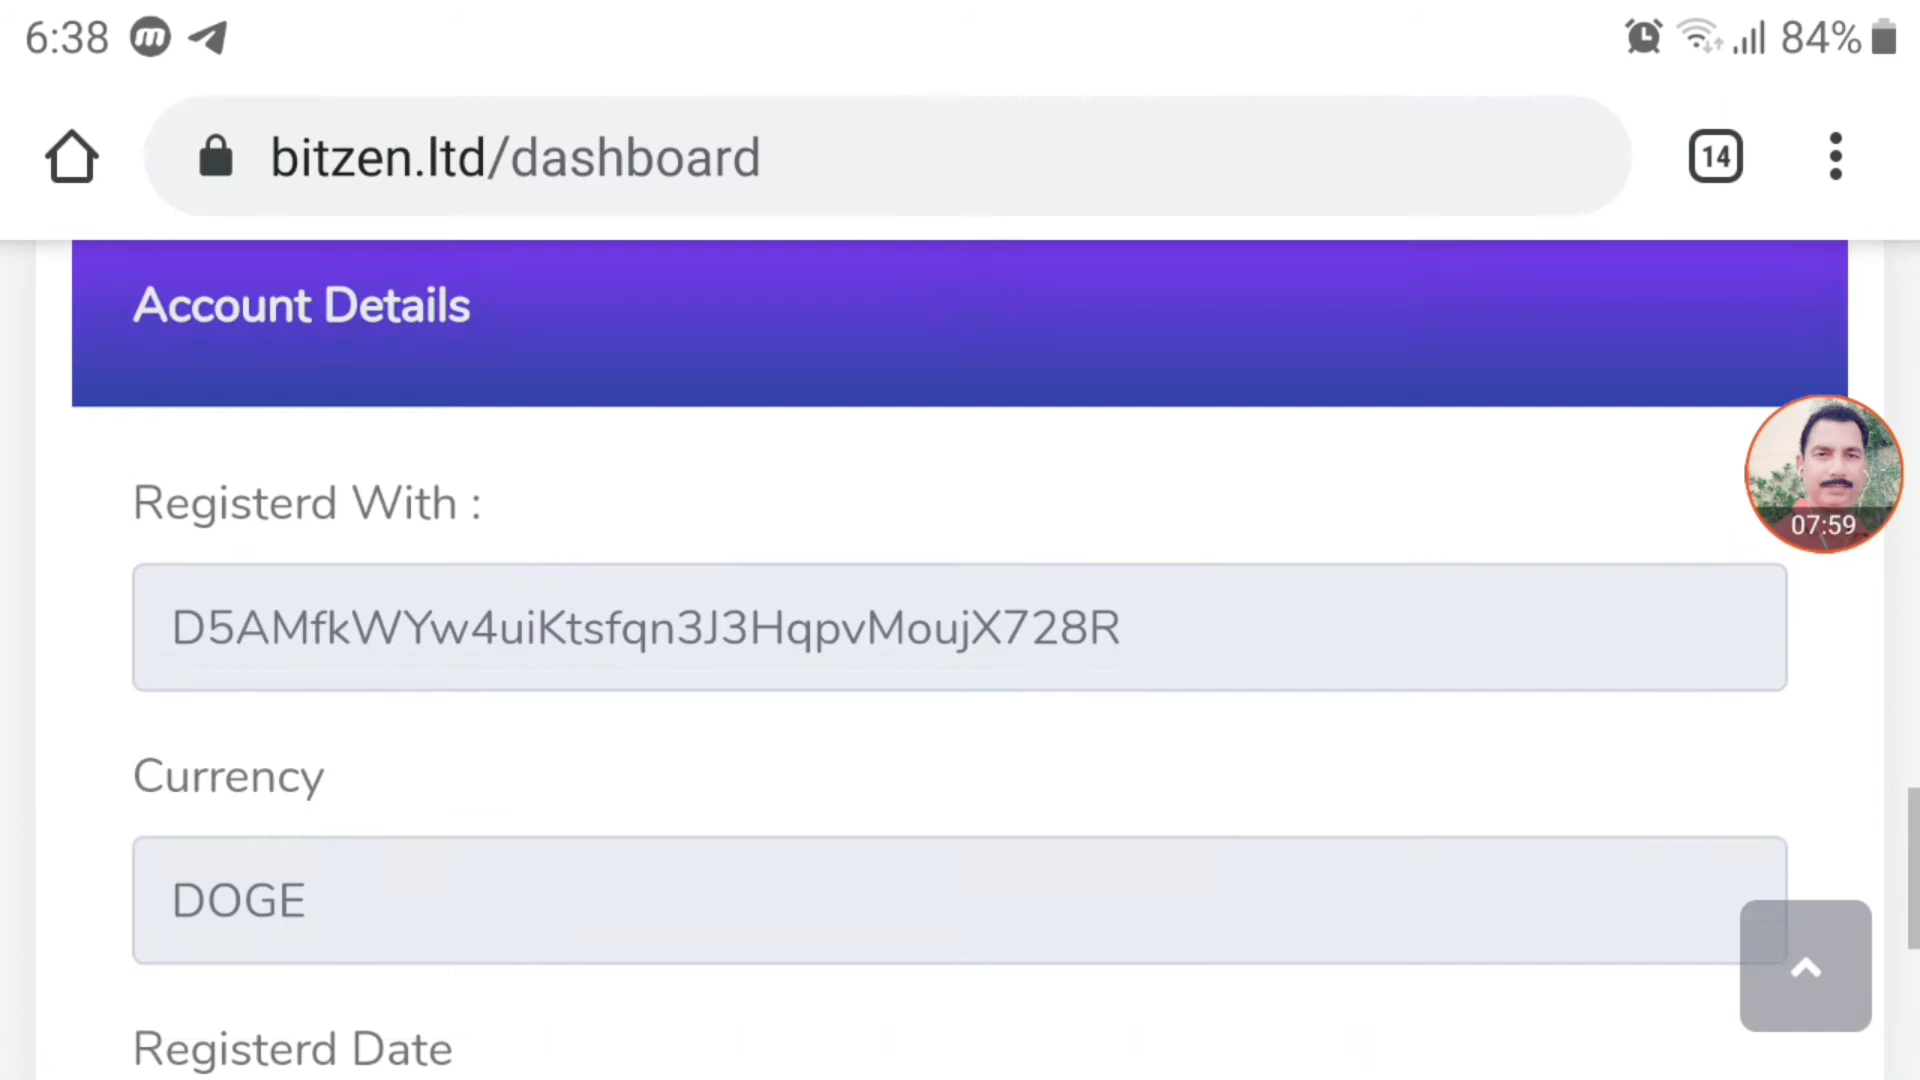 6:38 m 84%
bitzen.ltd/dashboard 14
Account Details
Registerd With :
07:59
D5AMfkWYw4uiKtsfqn3J3HqpvMoujX728R
Currency
DOGE
Registerd Date